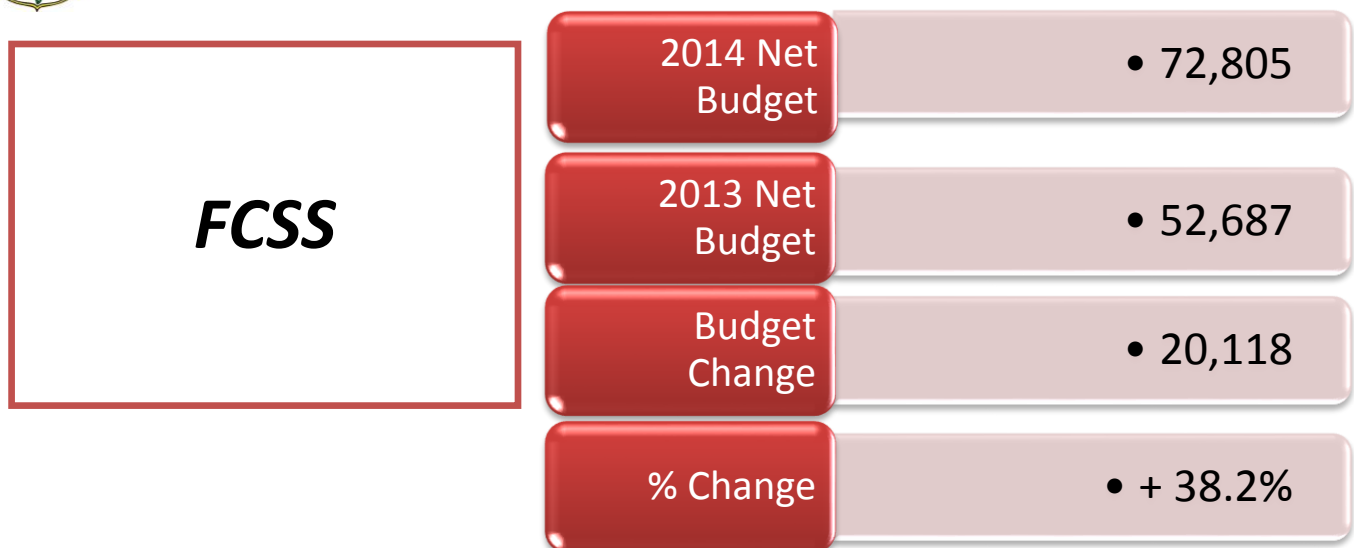 FCSS
2014 Net
Budget
• 72,805
2013 Net
Budget
• 52,687
Budget
Change
• 20,118
% Change
• + 38.2%